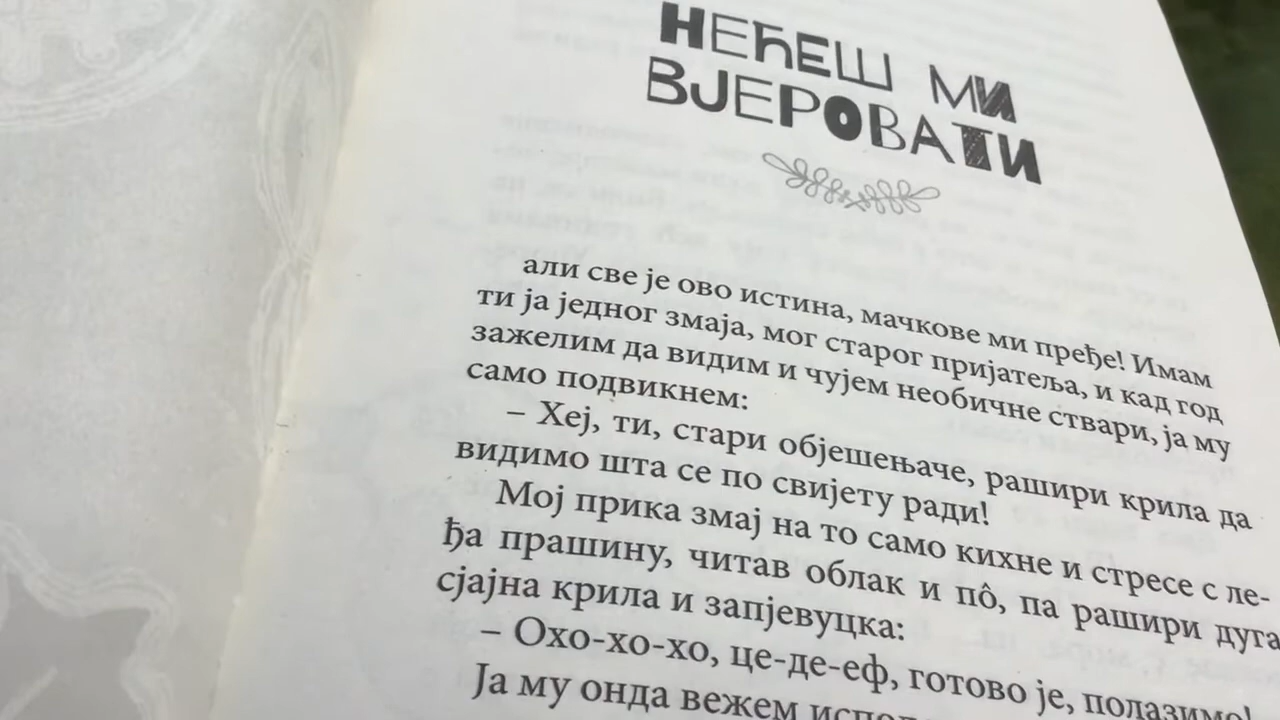 НЕЋЕШ МИ
ВЈЕРОВАТИ
али све је ово истина, мачкове ми пређе! Имам
ти ја једног змаја, мог старог пријатеља, и кад год
зажелим да видим и чујем необичне ствари, ја му
само подвикнем:
– Хеј, ти, стари објешењаче, рашири крила да
видимо шта се по свијету ради!
Мој прика змај на то само кихне и стресе с ле-
ђа прашину, читав облак и по̂, па рашири дуга
сјајна крила и запјевуцка:
– Охо-хо-хо, це-де-еф, готово је, полазимо!
Ја му онда вежем